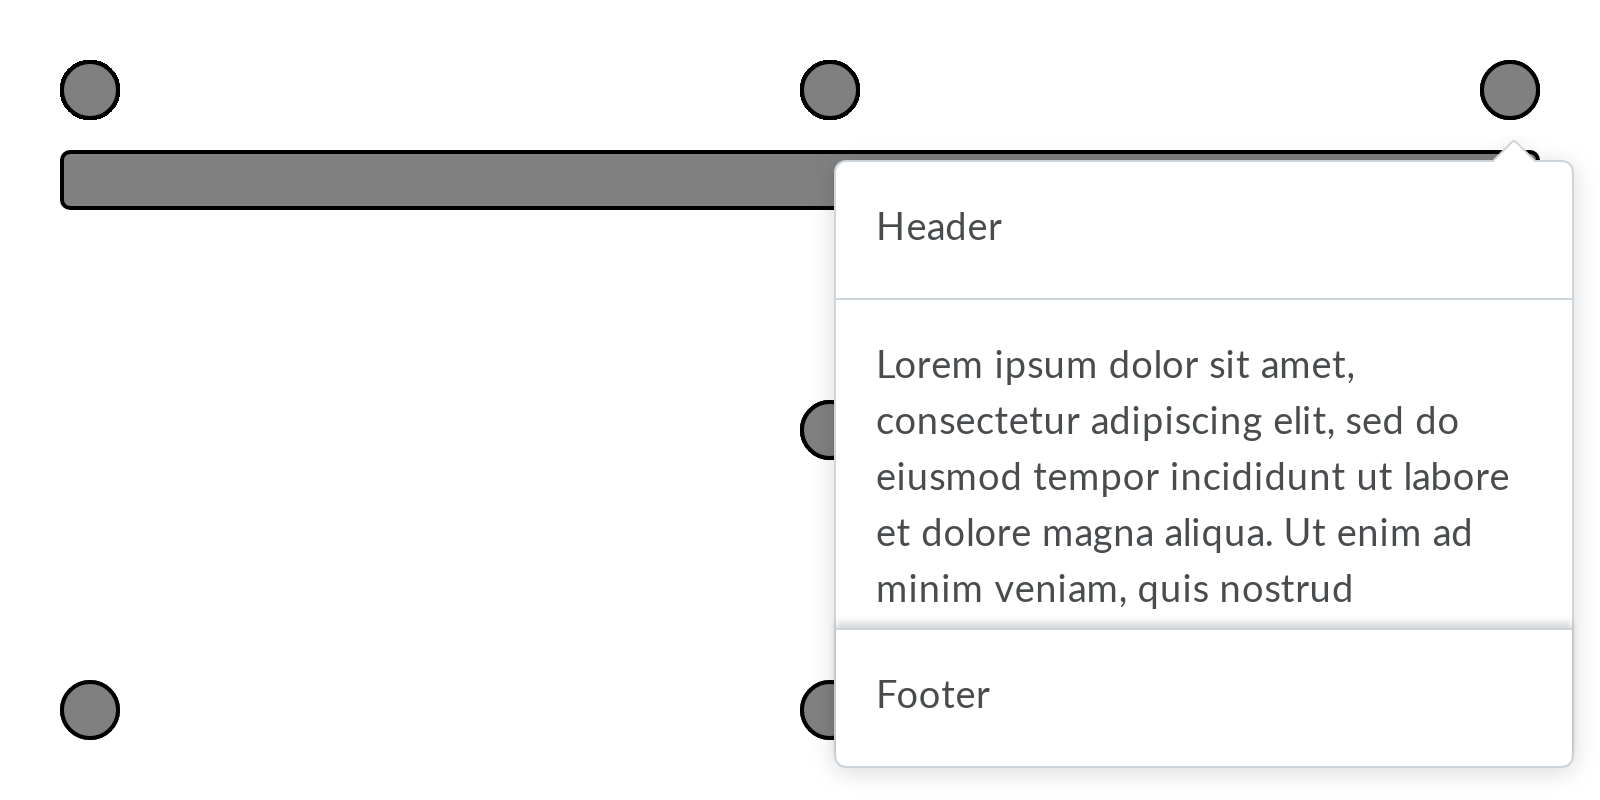 Header
Lorem ipsum dolor sit amet,
consectetur adipiscing elit, sed do
eiusmod tempor incididunt ut labore
et dolore magna aliqua. Ut enim ad
minim veniam, quis nostrud
Footer